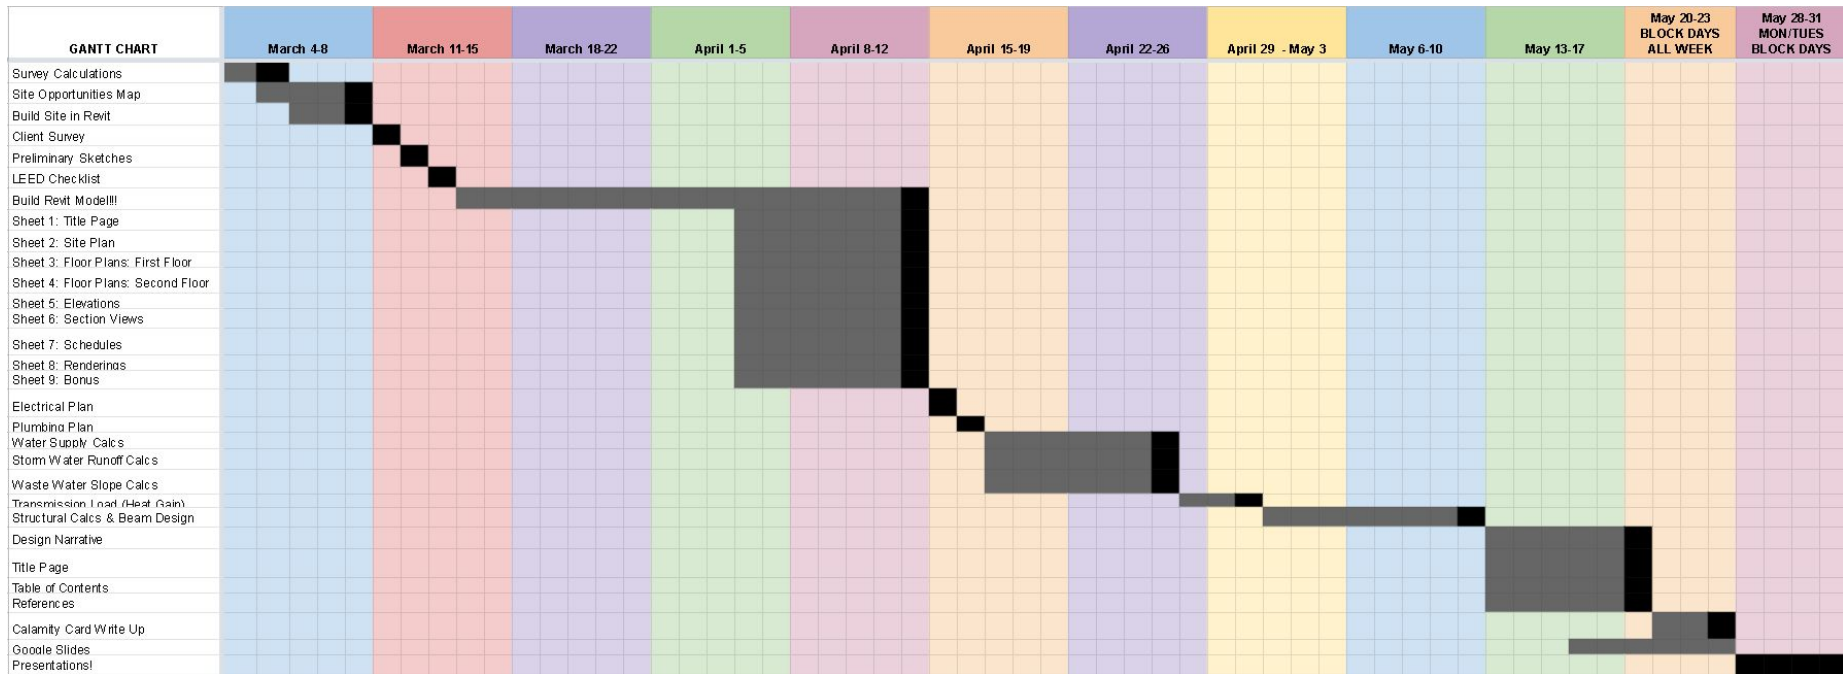 GANTT CHART
March 4-8
March 11-15
March 18-22
April 1-5
April 8-12
April 15-19
April 22-26
April 29 - May 3
May 6-10
May 13-17
May 20-23
BLOCK DAYS
ALL WEEK
May 28-31
MON/TUES
BLOCK DAYS
Survey Calculations
Site Opportunities Map
Build Site in Revit
Client Survey
Preliminary Sketches
LEED Checklist
Build Revit Model!!!
Sheet 1: Title Page
Sheet 2: Site Plan
Sheet 3: Floor Plans: First Floor
Sheet 4: Floor Plans: Second Floor
Sheet 5: Elevations
Sheet 6: Section Views
Sheet 7: Schedules
Sheet 8: Renderings
Sheet 9: Bonus
Electrical Plan
Plumbing Plan
Water Supply Calcs
Storm Water Runoff Calcs
Waste Water Slope Calcs
Transmission Load (Heat Gain)
Structural Calcs & Beam Design
Design Narrative
Title Page
Table of Contents
References
Calamity Card Write Up
Google Slides
Presentations!